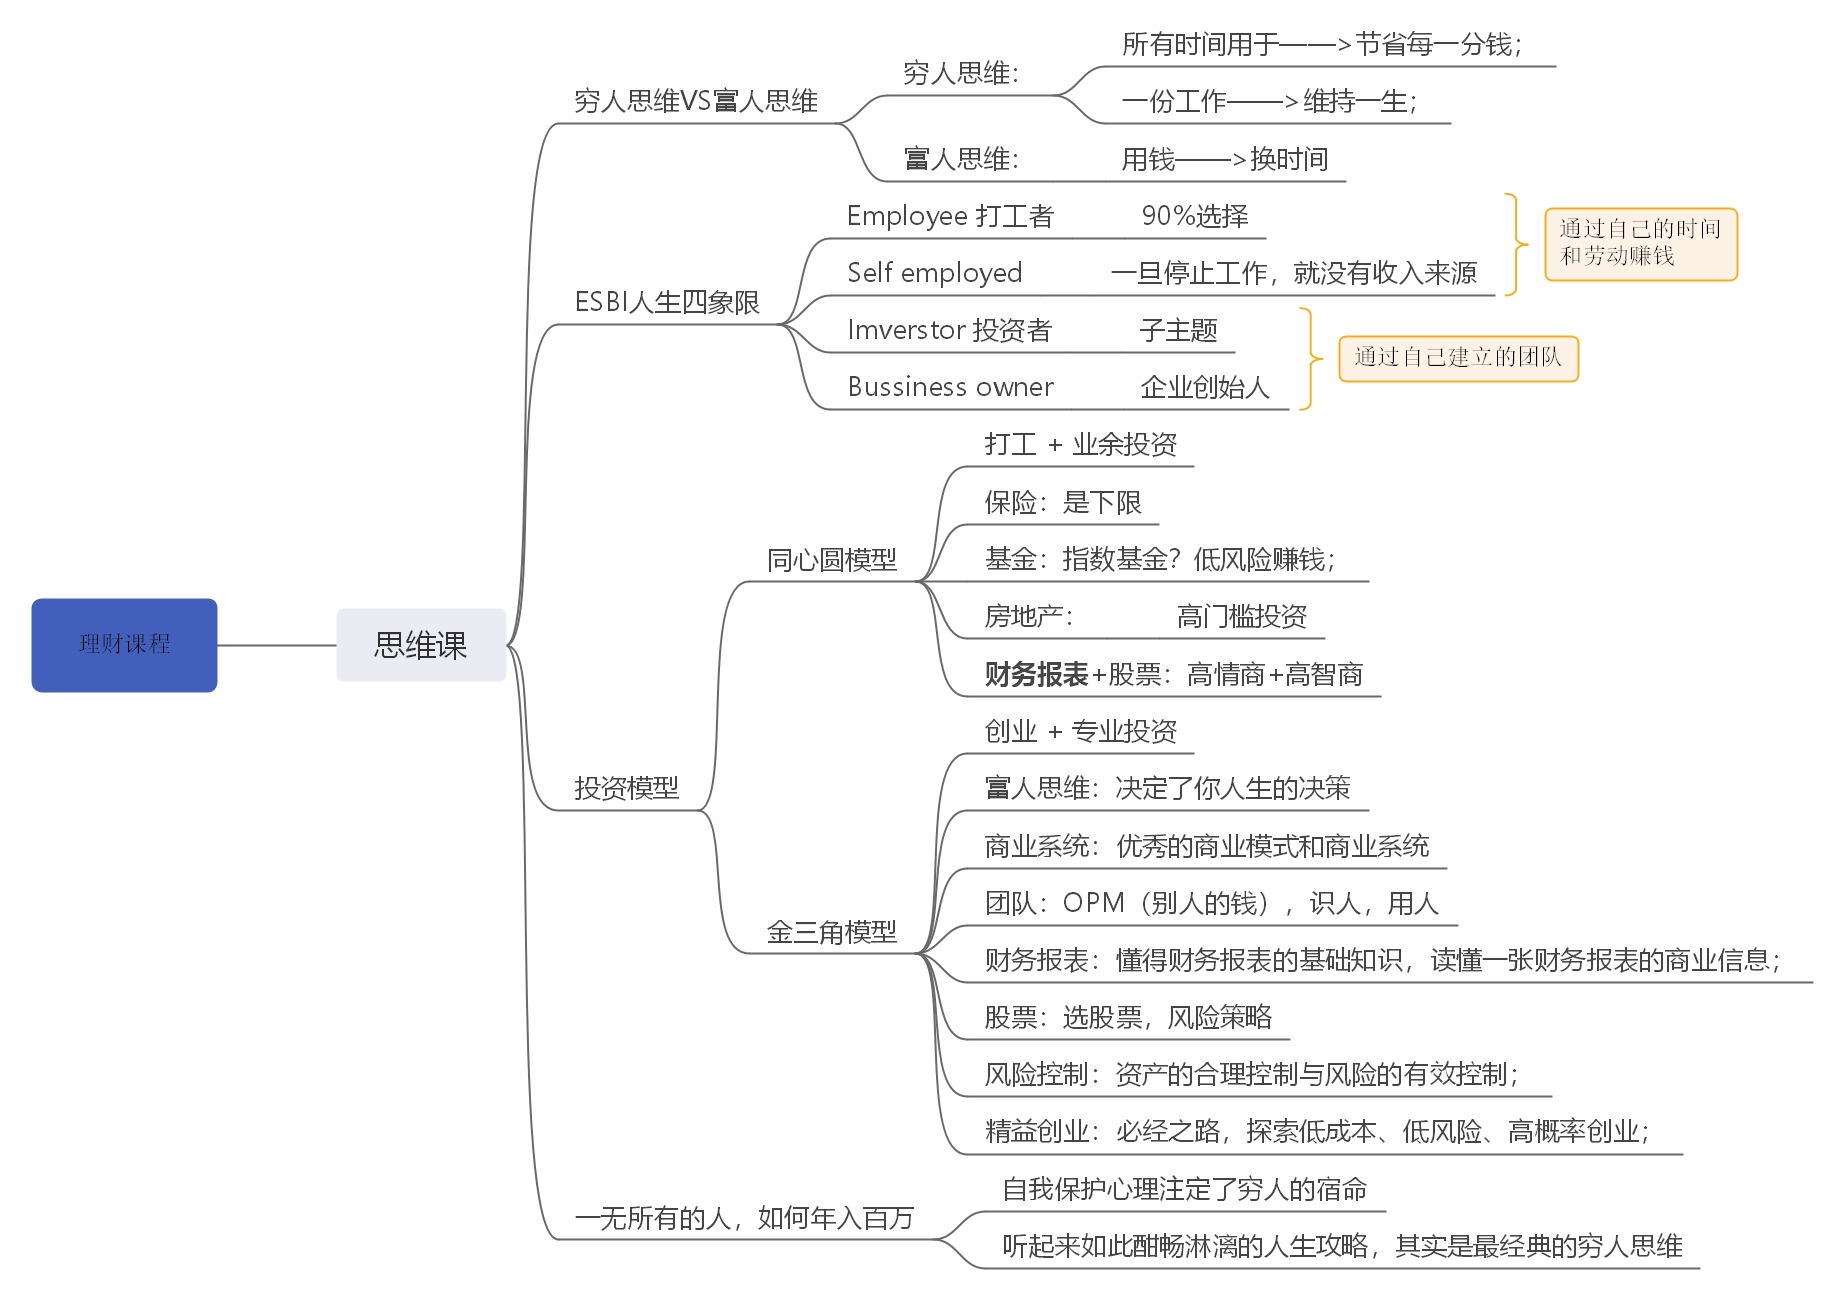 理财课程
思维课
穷人思维VS富人思维
穷人思维：
所有时间用于——>节省每一分钱；
一份工作——>维持一生；
富人思维：
用钱——>换时间
ESBI人生四象限
Employee 打工者
90%选择
Self employed
一旦停止工作，就没有收入来源
通过自己的时间
和劳动赚钱
Imverstor 投资者
子主题
Bussiness owner
企业创始人
通过自己建立的团队
投资模型
同心圆模型
打工 + 业余投资
保险：是下限
基金：指数基金？低风险赚钱；
房地产：
高门槛投资
财务报表+股票：高情商+高智商
金三角模型
创业 + 专业投资
富人思维：决定了你人生的决策
商业系统：优秀的商业模式和商业系统
团队：OPM（别人的钱），识人，用人
财务报表：懂得财务报表的基础知识，读懂一张财务报表的商业信息；
股票：选股票，风险策略
风险控制：资产的合理控制与风险的有效控制；
精益创业：必经之路，探索低成本、低风险、高概率创业；
一无所有的人，如何年入百万
自我保护心理注定了穷人的宿命
听起来如此酣畅淋漓的人生攻略，其实是最经典的穷人思维